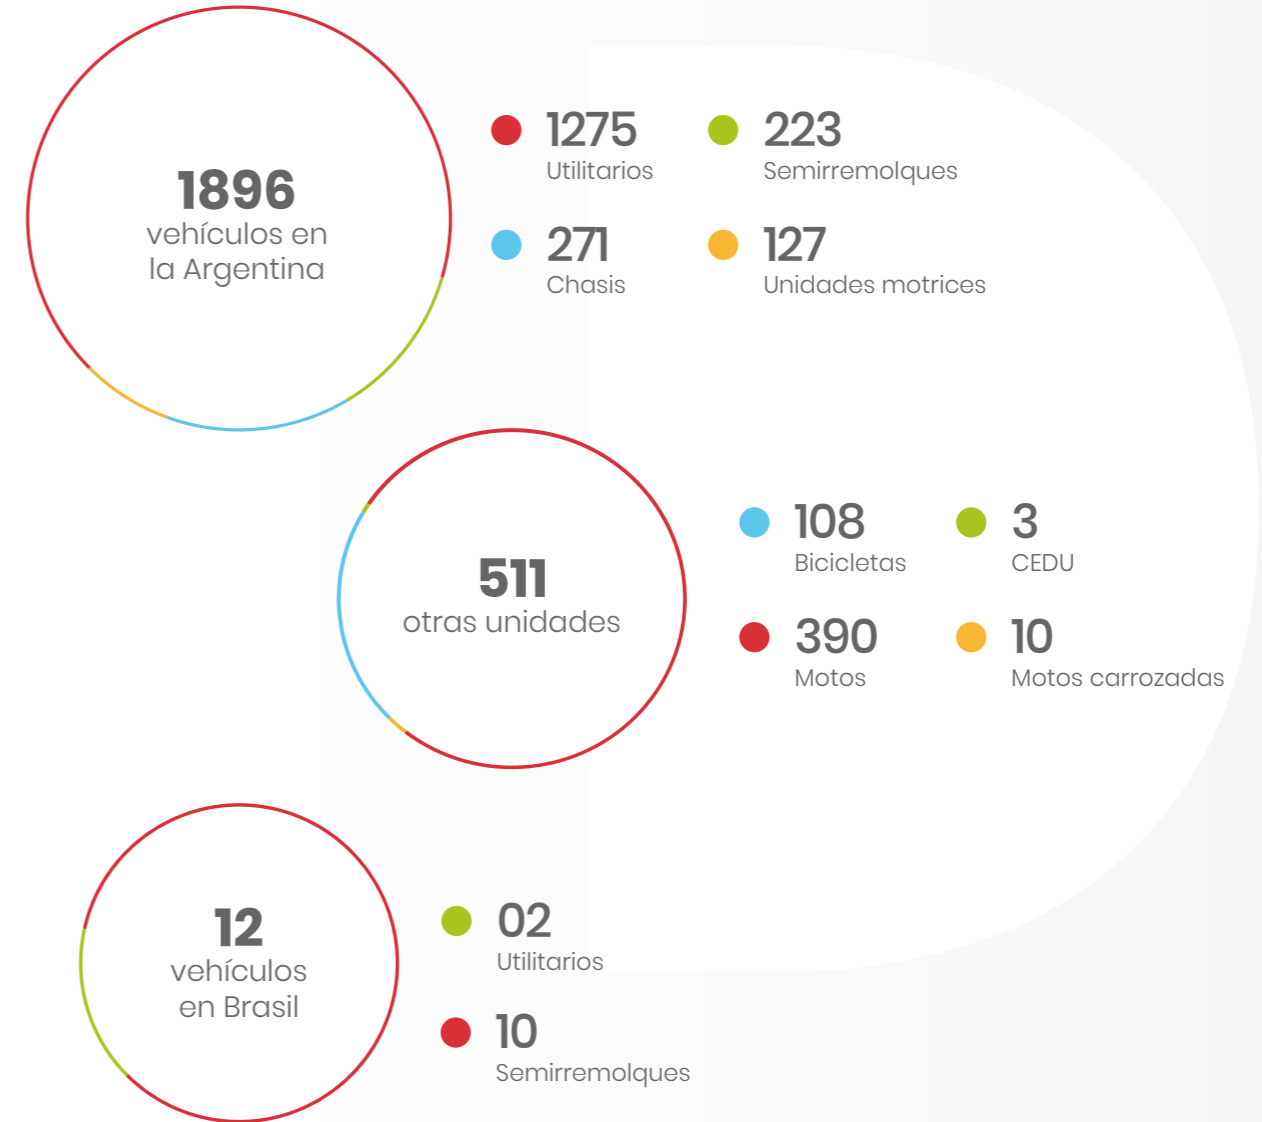 1896
vehículos en
la Argentina
1275
Utilitarios
223
Semirremolques
271
Chasis
127
Unidades motrices
511
otras unidades
108
Bicicletas
3
CEDU
390
Motos
10
Motos carrozadas
12
vehículos
en Brasil
02
Utilitarios
10
Semirremolques